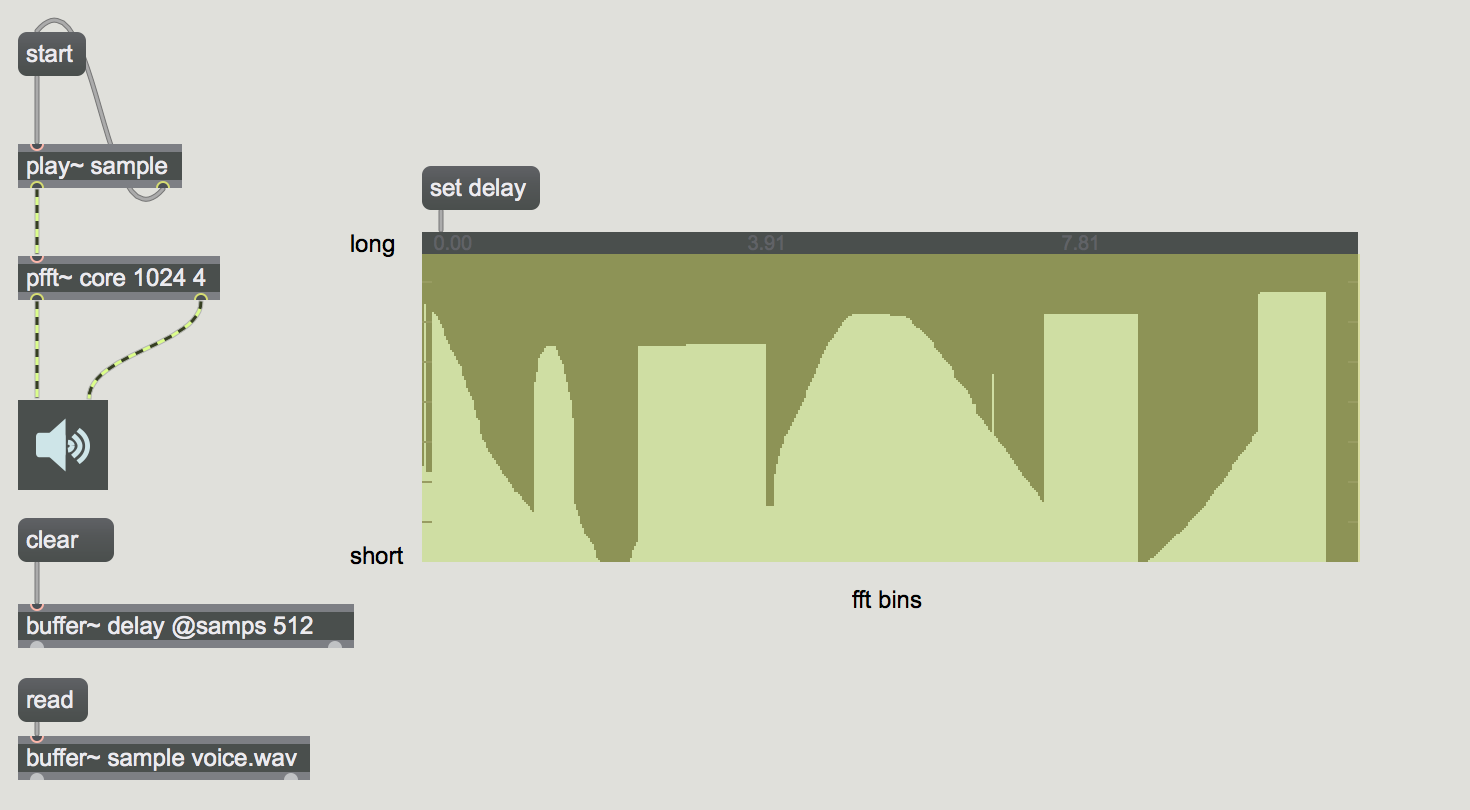 start
play~ sample
pfft~ core 1024 4
clear
buffer~ delay @samps 512
read
buffer~ sample voice.wav
set delay
long
0.00 3.91 7.81
short
fft bins